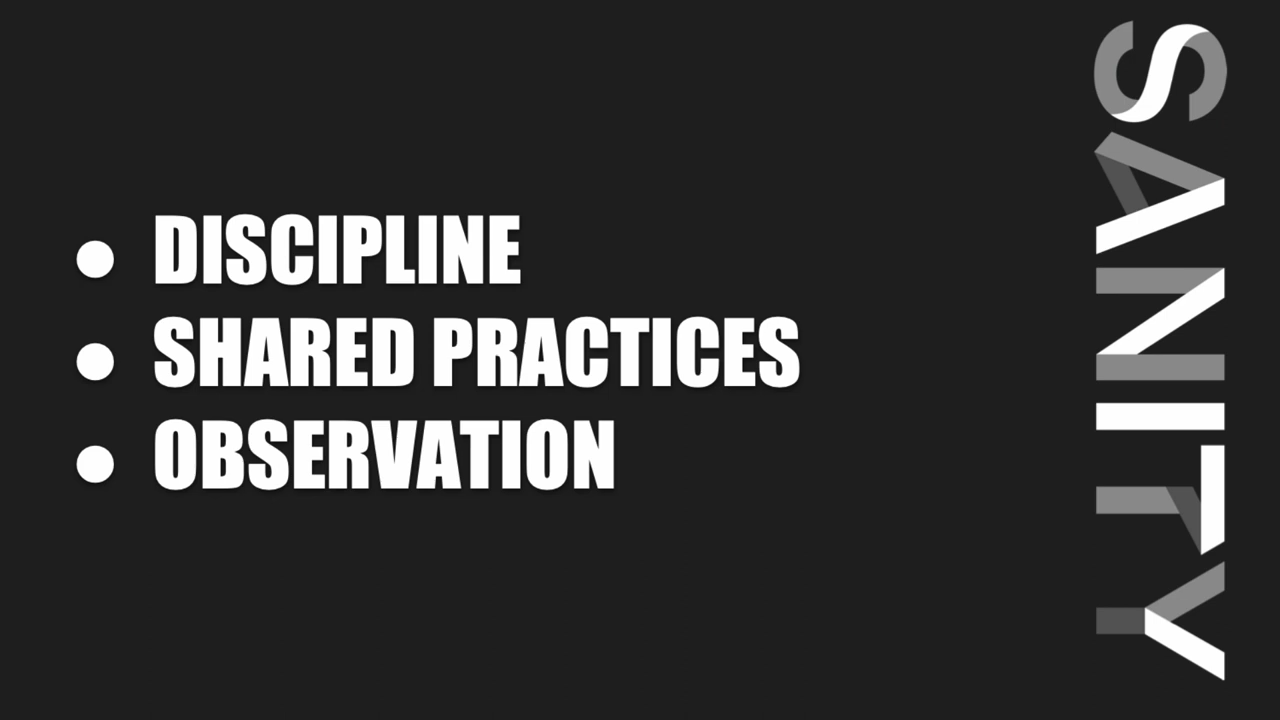 • DISCIPLINE
• SHARED PRACTICES
• OBSERVATION
SANITY